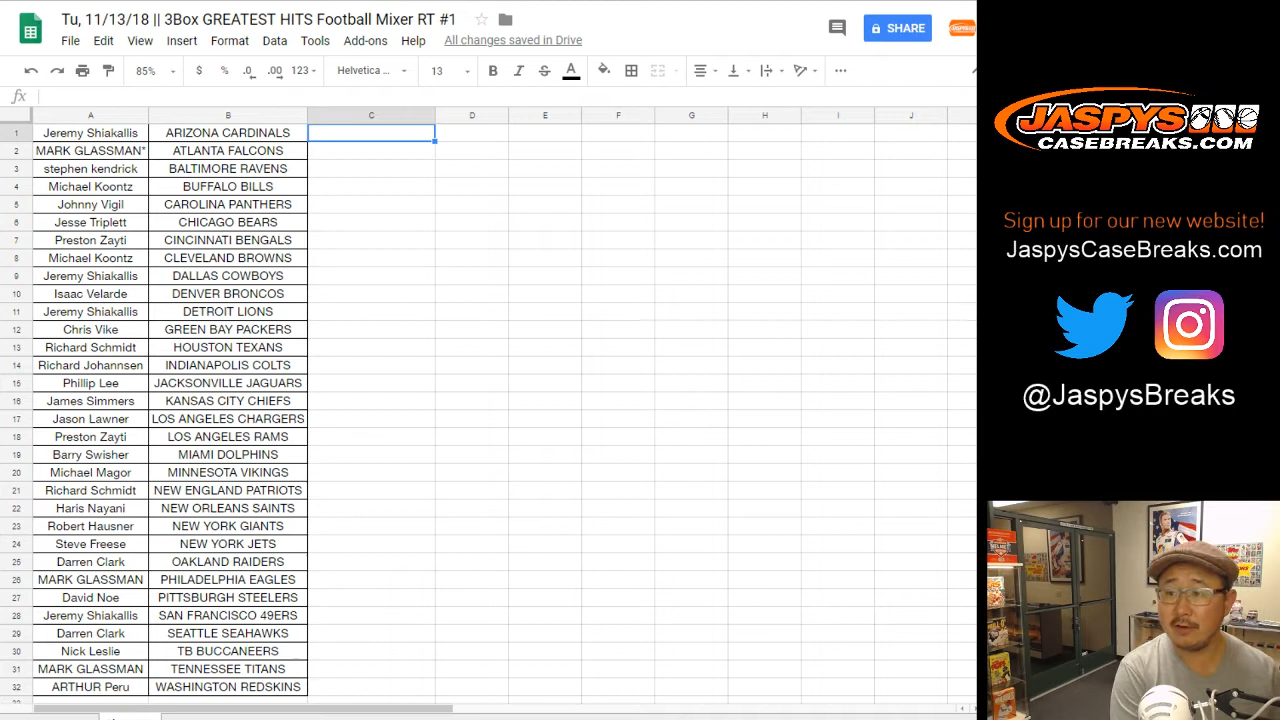 Tu, 11/13/18 || 3Box GREATEST HITS Football Mixer RT #1
File Edit View Insert Format Data Tools Add-ons Help All changes saved in Drive
SHARE
85% $ % .0 .00 123 Helvetica ... 13 B I S A
fx
A B C D E F G H I J
1 Jeremy Shiakallis ARIZONA CARDINALS
2 MARK GLASSMAN* ATLANTA FALCONS
3 stephen kendrick BALTIMORE RAVENS
4 Michael Koontz BUFFALO BILLS
5 Johnny Vigil CAROLINA PANTHERS
6 Jesse Triplett CHICAGO BEARS
7 Preston Zayti CINCINNATI BENGALS
8 Michael Koontz CLEVELAND BROWNS
9 Jeremy Shiakallis DALLAS COWBOYS
10 Isaac Velarde DENVER BRONCOS
11 Jeremy Shiakallis DETROIT LIONS
12 Chris Vike GREEN BAY PACKERS
13 Richard Schmidt HOUSTON TEXANS
14 Richard Johannsen INDIANAPOLIS COLTS
15 Phillip Lee JACKSONVILLE JAGUARS
16 James Simmers KANSAS CITY CHIEFS
17 Jason Lawner LOS ANGELES CHARGERS
18 Preston Zayti LOS ANGELES RAMS
19 Barry Swisher MIAMI DOLPHINS
20 Michael Magor MINNESOTA VIKINGS
21 Richard Schmidt NEW ENGLAND PATRIOTS
22 Haris Nayani NEW ORLEANS SAINTS
23 Robert Hausner NEW YORK GIANTS
24 Steve Freese NEW YORK JETS
25 Darren Clark OAKLAND RAIDERS
26 MARK GLASSMAN PHILADELPHIA EAGLES
27 David Noe PITTSBURGH STEELERS
28 Jeremy Shiakallis SAN FRANCISCO 49ERS
29 Darren Clark SEATTLE SEAHAWKS
30 Nick Leslie TB BUCCANEERS
31 MARK GLASSMAN TENNESSEE TITANS
32 ARTHUR Peru WASHINGTON REDSKINS
JASPYS
CASEBREAKS.COM
Sign up for our new website!
JaspysCaseBreaks.com
@JaspysBreaks